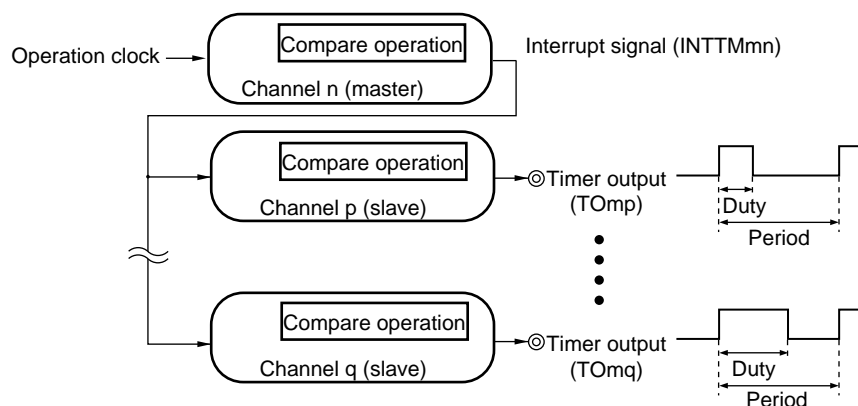 Compare operation
Operation clock
Interrupt signal (INTTMmn)
Channel n (master)
Compare operation
Channel p (slave)
Timer output
(TOmp)
Duty
Period
Compare operation
Channel q (slave)
Timer output
(TOmq)
Duty
Period